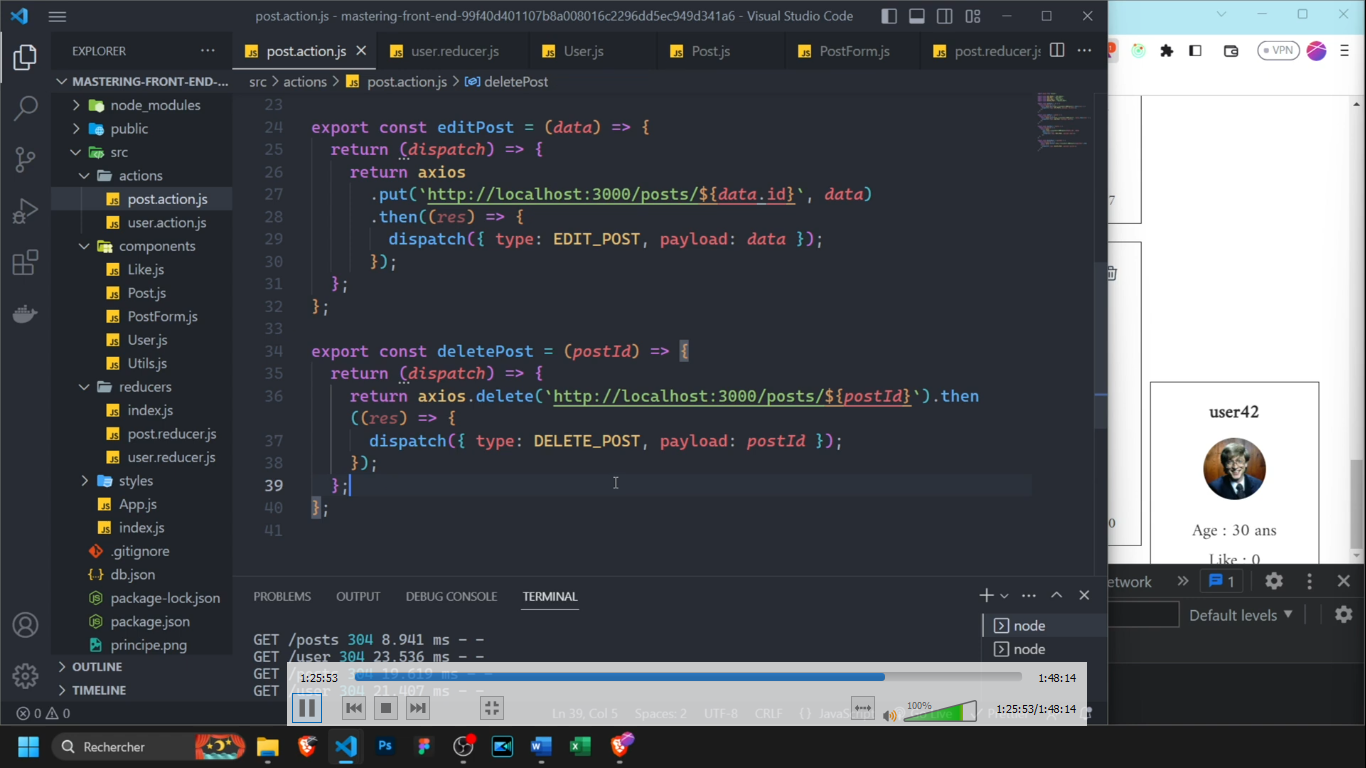 post.action.js - mastering-front-end-99f40d401107b8a008016c2296dd5ec949d341a6 - Visual Studio Code
EXPLORER
post.action.js
user.reducer.js
User.js
Post.js
PostForm.js
post.reducer.js
VPN
MASTERING-FRONT-END-...
src > actions > post.action.js > deletePost
node_modules
public
src
actions
post.action.js
user.action.js
components
Like.js
Post.js
PostForm.js
User.js
Utils.js
reducers
index.js
post.reducer.js
user.reducer.js
styles
App.js
index.js
.gitignore
db.json
package-lock.json
package.json
principe.png
OUTLINE
TIMELINE
23
24 export const editPost = (data) => {
25 return (dispatch) => {
26 return axios
27 .put(`http://localhost:3000/posts/${data.id}`, data)
28 .then((res) => {
29 dispatch({ type: EDIT_POST, payload: data });
30 });
31 };
32 };
33
34 export const deletePost = (postId) => {
35 return (dispatch) => {
36 return axios.delete(`http://localhost:3000/posts/${postId}`).then
((res) => {
37 dispatch({ type: DELETE_POST, payload: postId });
38 });
39 };
40 };
41
PROBLEMS OUTPUT DEBUG CONSOLE TERMINAL
GET /posts 304 8.941 ms - -
GET /user 304 23.536 ms - -
GET /posts 304 19.619 ms - -
GET /user 304 21.407 ms - -
node
node
0 0
Ln 39, Col 5 Spaces: 2 UTF-8 CRLF {} JavaScript
1:25:53
1:48:14
100%
1:25:53/1:48:14
7
0
user42
Age : 30 ans
Like : 0
etwork
1
Default levels
Rechercher
Ps